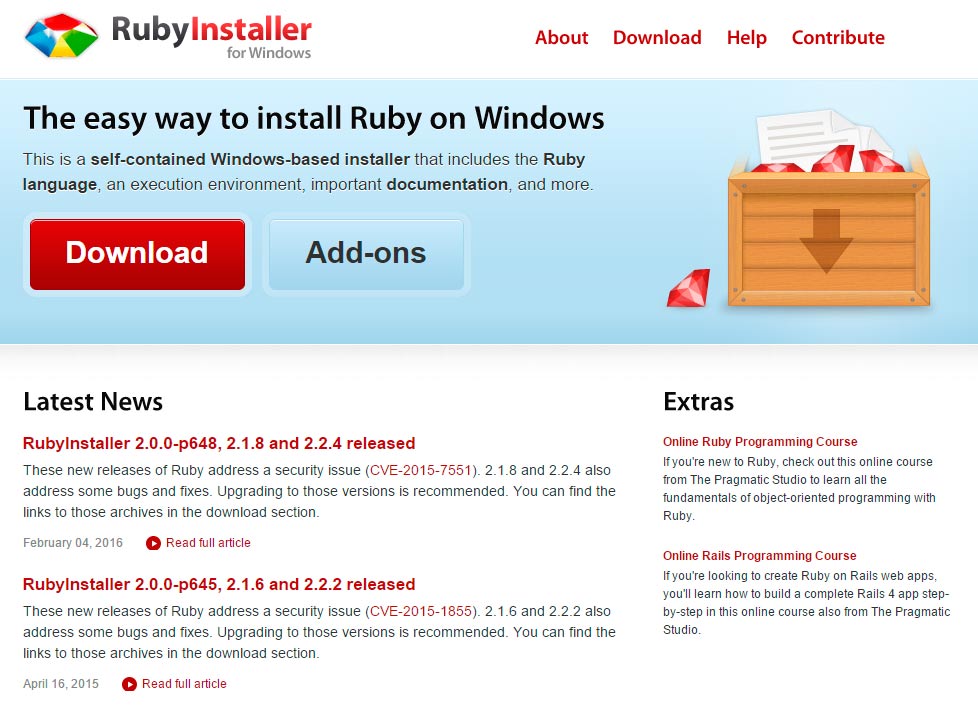 RubyInstaller
for Windows
About Download Help Contribute
The easy way to install Ruby on Windows
This is a self-contained Windows-based installer that includes the Ruby
language, an execution environment, important documentation, and more.
Download
Add-ons
Latest News
RubyInstaller 2.0.0-p648, 2.1.8 and 2.2.4 released
These new releases of Ruby address a security issue (CVE-2015-7551). 2.1.8 and 2.2.4 also
address some bugs and fixes. Upgrading to those versions is recommended. You can find the
links to those archives in the download section.
February 04, 2016 Read full article
RubyInstaller 2.0.0-p645, 2.1.6 and 2.2.2 released
These new releases of Ruby address a security issue (CVE-2015-1855). 2.1.6 and 2.2.2 also
address some bugs and fixes. Upgrading to those versions is recommended. You can find the
links to those archives in the download section.
April 16, 2015 Read full article
Extras
Online Ruby Programming Course
If you're new to Ruby, check out this online course
from The Pragmatic Studio to learn all the
fundamentals of object-oriented programming with
Ruby.
Online Rails Programming Course
If you're looking to create Ruby on Rails web apps,
you'll learn how to build a complete Rails 4 app step-
by-step in this online course also from The Pragmatic
Studio.